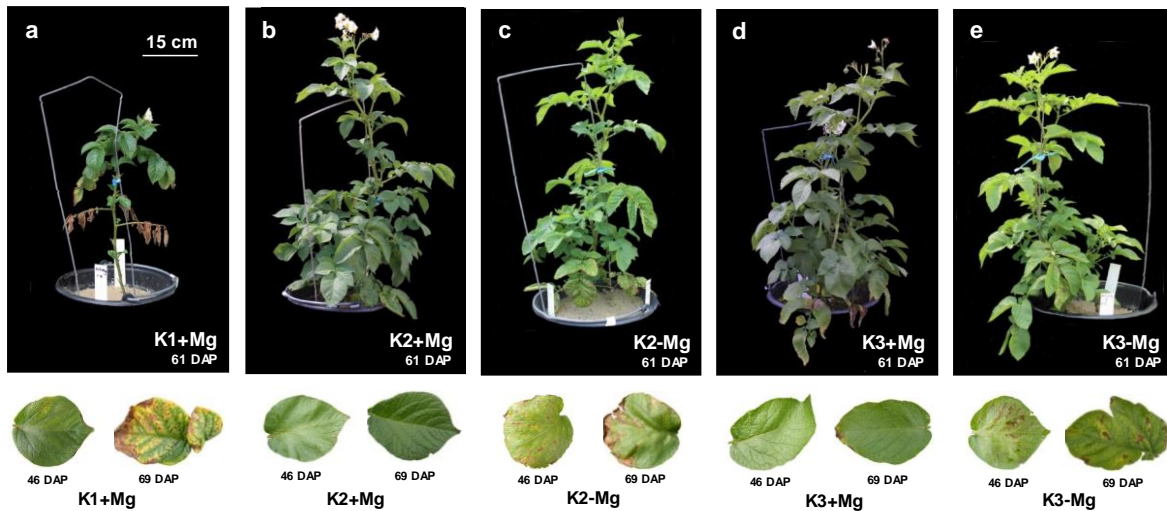 a
15 cm
K1+Mg
61 DAP
b
K2+Mg
61 DAP
c
K2-Mg
61 DAP
d
K3+Mg
61 DAP
e
K3-Mg
61 DAP
46 DAP
69 DAP
K1+Mg
46 DAP
69 DAP
K2+Mg
46 DAP
69 DAP
K2-Mg
46 DAP
69 DAP
K3+Mg
46 DAP
69 DAP
K3-Mg